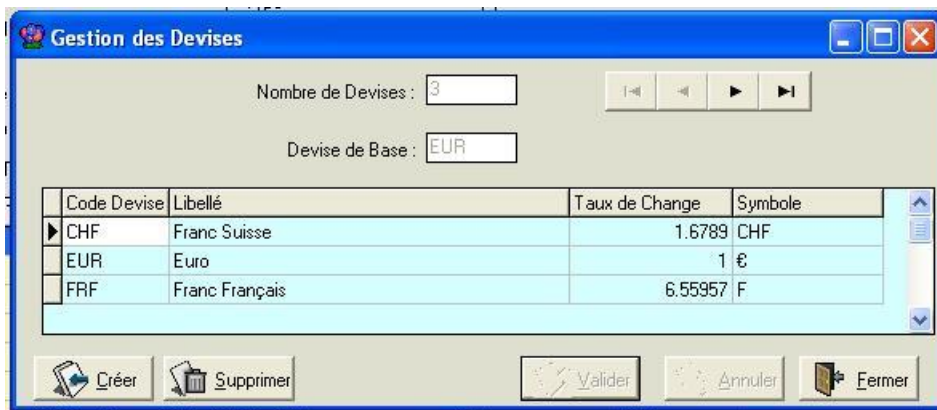 Gestion des Devises
Nombre de Devises : 3
Devise de Base : EUR
Code Devise Libellé Taux de Change Symbole
CHF Franc Suisse 1.6789 CHF
EUR Euro 1 €
FRF Franc Français 6.55957 F
Créer Supprimer Valider Annuler Fermer